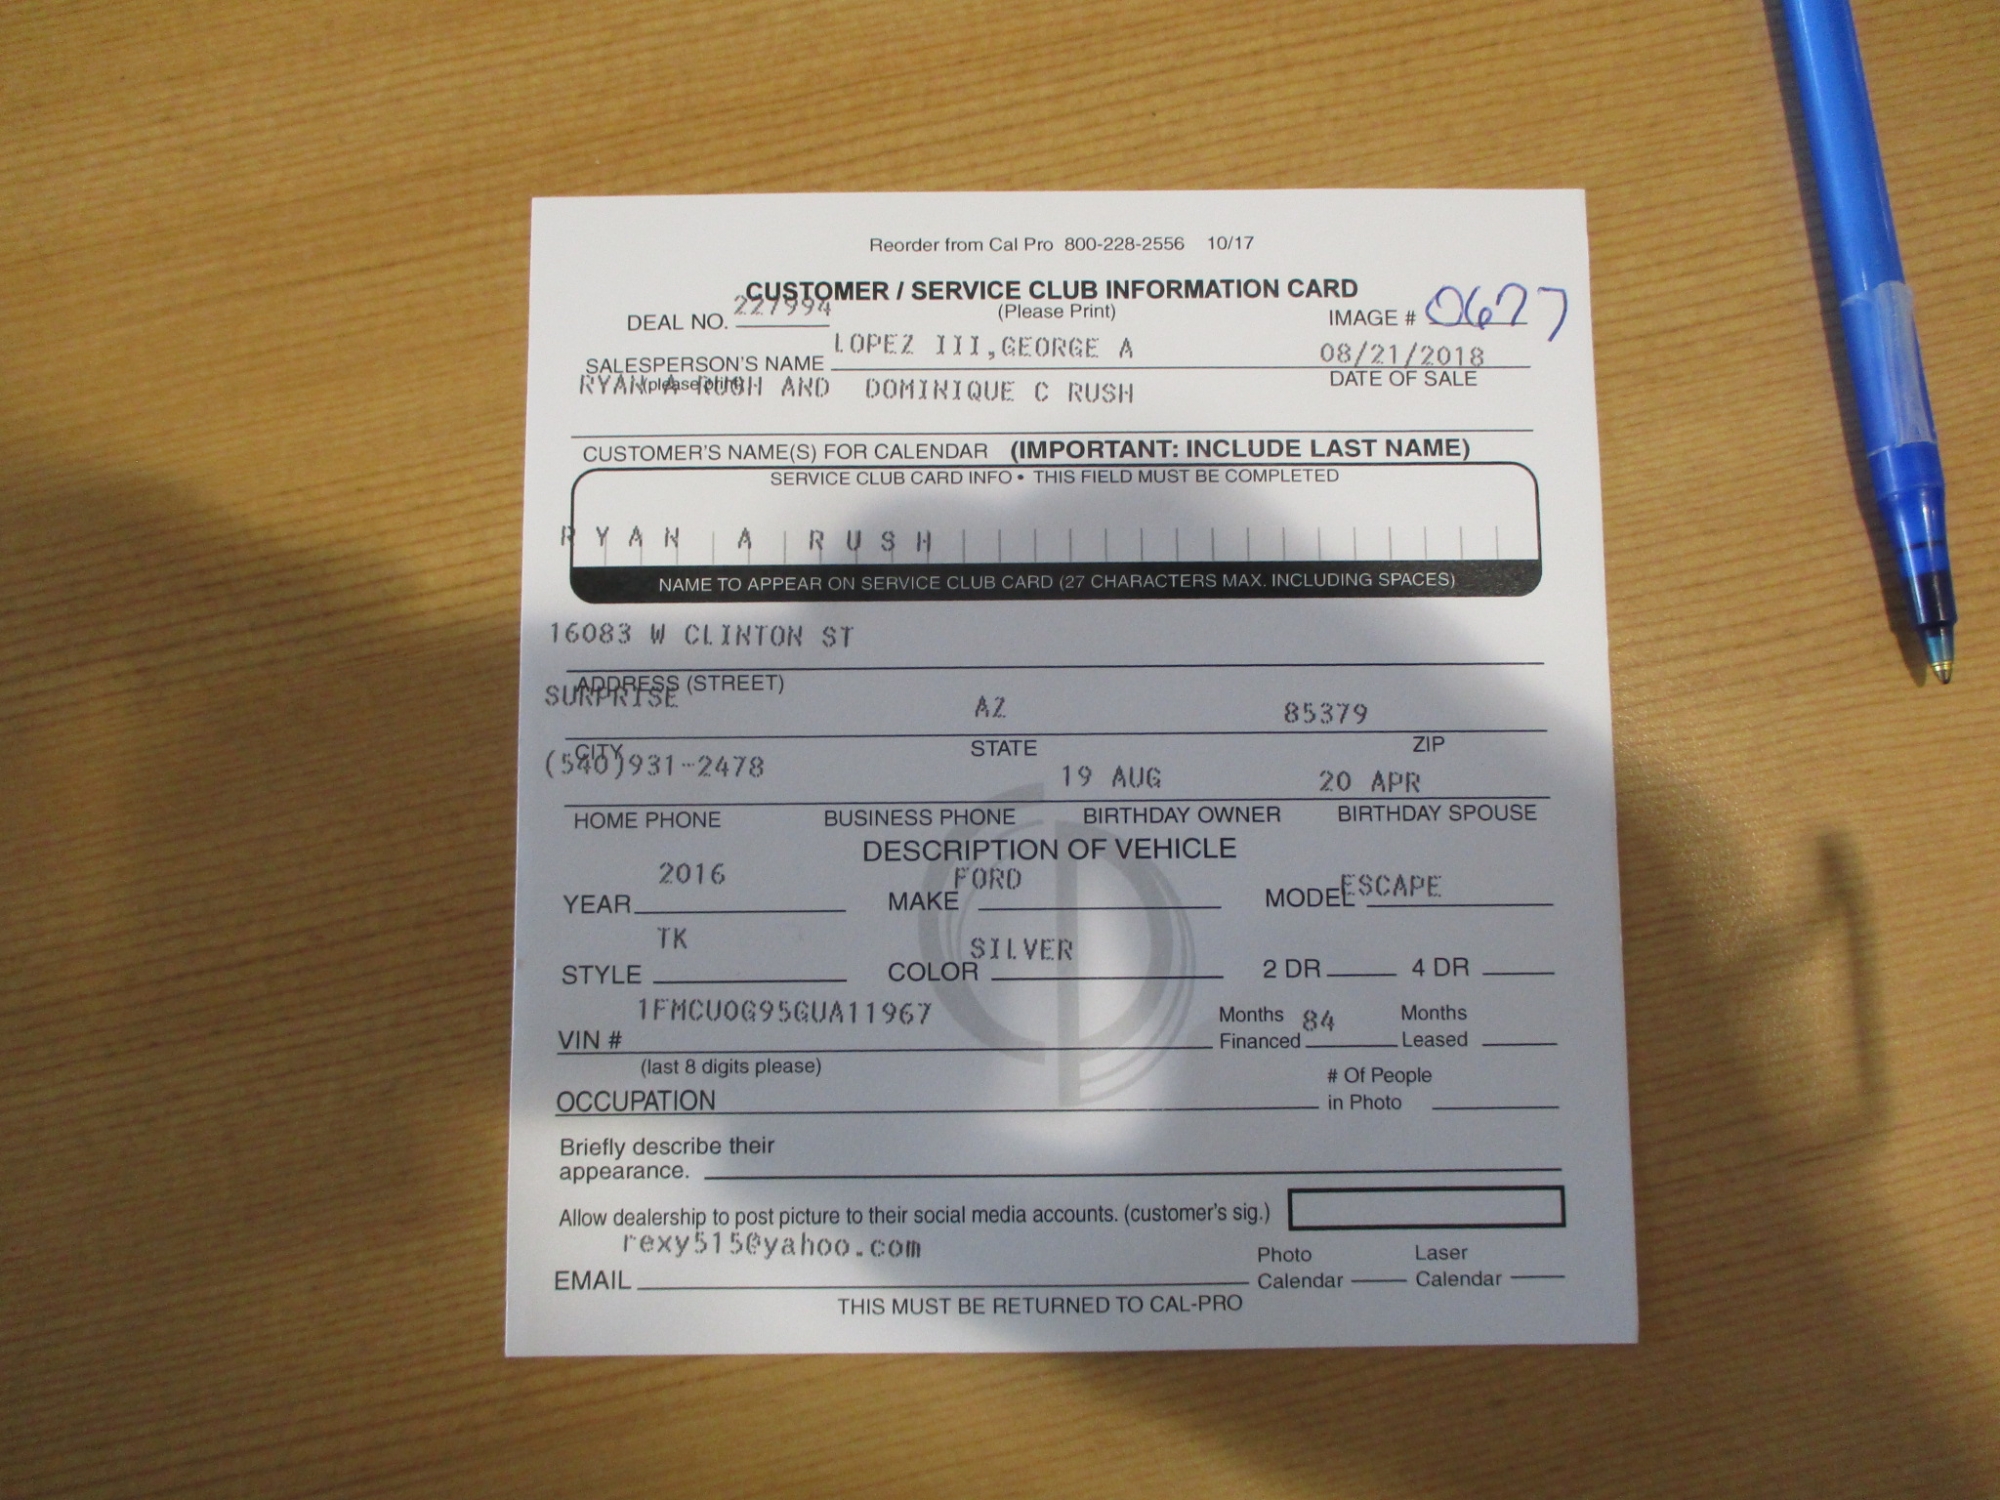 Reorder from Cal Pro 800-228-2556 10/17
CUSTOMER / SERVICE CLUB INFORMATION CARD
(Please Print)
DEAL NO. 227994
IMAGE # 0677
SALESPERSON'S NAME LOPEZ III,GEORGE A 08/21/2018
(please print) DATE OF SALE
RYAN A RUSH AND DOMINIQUE C RUSH
CUSTOMER'S NAME(S) FOR CALENDAR (IMPORTANT: INCLUDE LAST NAME)
SERVICE CLUB CARD INFO • THIS FIELD MUST BE COMPLETED
RYAN A RUSH
NAME TO APPEAR ON SERVICE CLUB CARD (27 CHARACTERS MAX. INCLUDING SPACES)
16083 W CLINTON ST
ADDRESS (STREET)
SURPRISE AZ 85379
CITY STATE ZIP
(540)931-2478 19 AUG 20 APR
HOME PHONE BUSINESS PHONE BIRTHDAY OWNER BIRTHDAY SPOUSE
DESCRIPTION OF VEHICLE
YEAR 2016 MAKE FORD MODEL ESCAPE
STYLE TK COLOR SILVER 2 DR 4 DR
VIN # 1FMCU0G95GUA11967 Months Financed 84 Months Leased
(last 8 digits please)
OCCUPATION # Of People in Photo
Briefly describe their
appearance.
Allow dealership to post picture to their social media accounts. (customer's sig.)
EMAIL rexy515@yahoo.com Photo Calendar Laser Calendar
THIS MUST BE RETURNED TO CAL-PRO